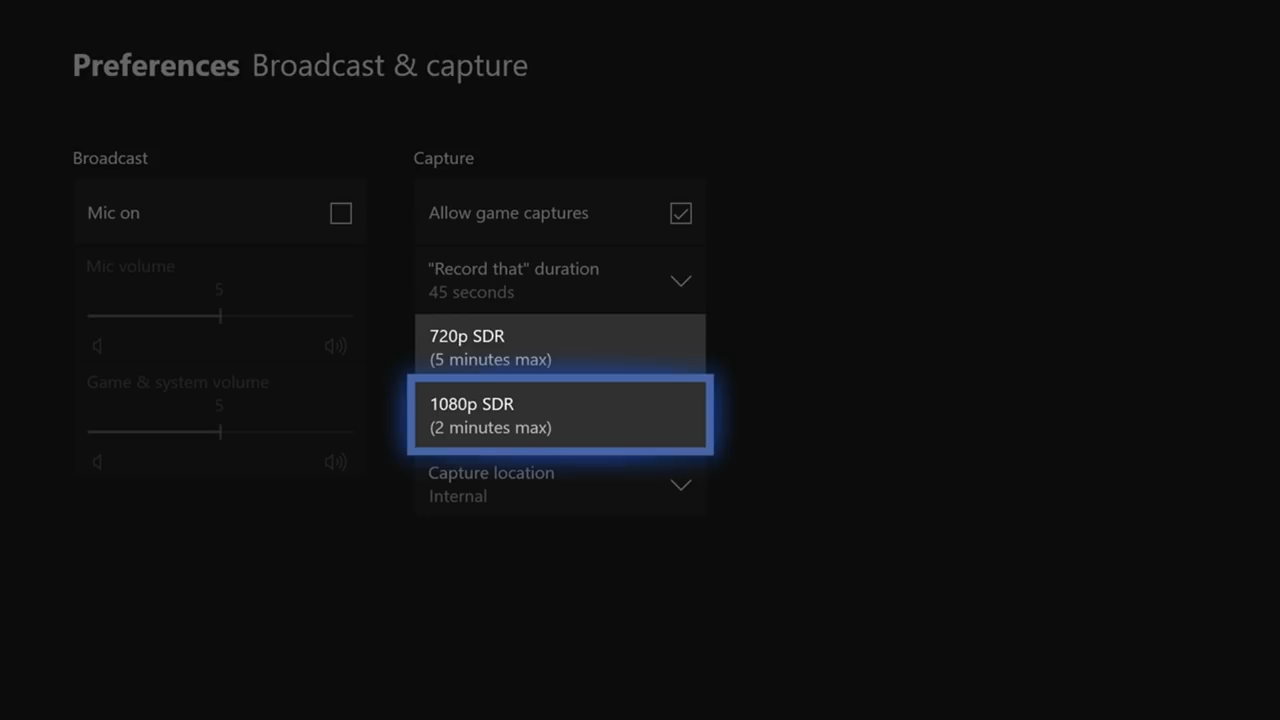 Preferences Broadcast & capture
Broadcast
Mic on
Mic volume
5
Game & system volume
5
Capture
Allow game captures
"Record that" duration
45 seconds
720p SDR
(5 minutes max)
1080p SDR
(2 minutes max)
Capture location
Internal